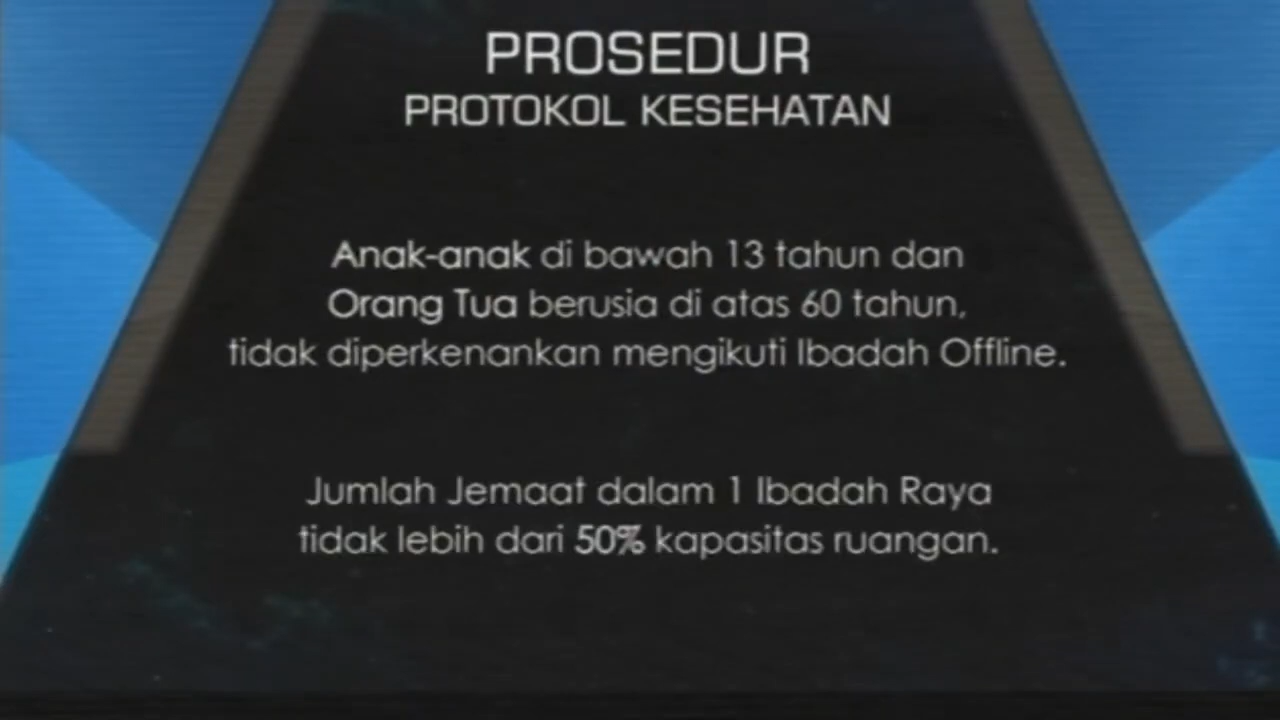 PROSEDUR
PROTOKOL KESEHATAN
Anak-anak di bawah 13 tahun dan
Orang Tua berusia di atas 60 tahun,
tidak diperkenankan mengikuti Ibadah Offline.
Jumlah Jemaat dalam 1 Ibadah Raya
tidak lebih dari 50% kapasitas ruangan.